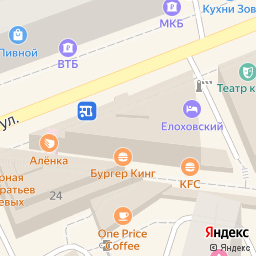 МКБ
Кухни Зов
Пивной
ВТБ
Театр к
ул.
Елоховский
Алёнка
Бургер Кинг
KFC
рная
ратьев
евых
24
One Price
Coffee
Яндекс